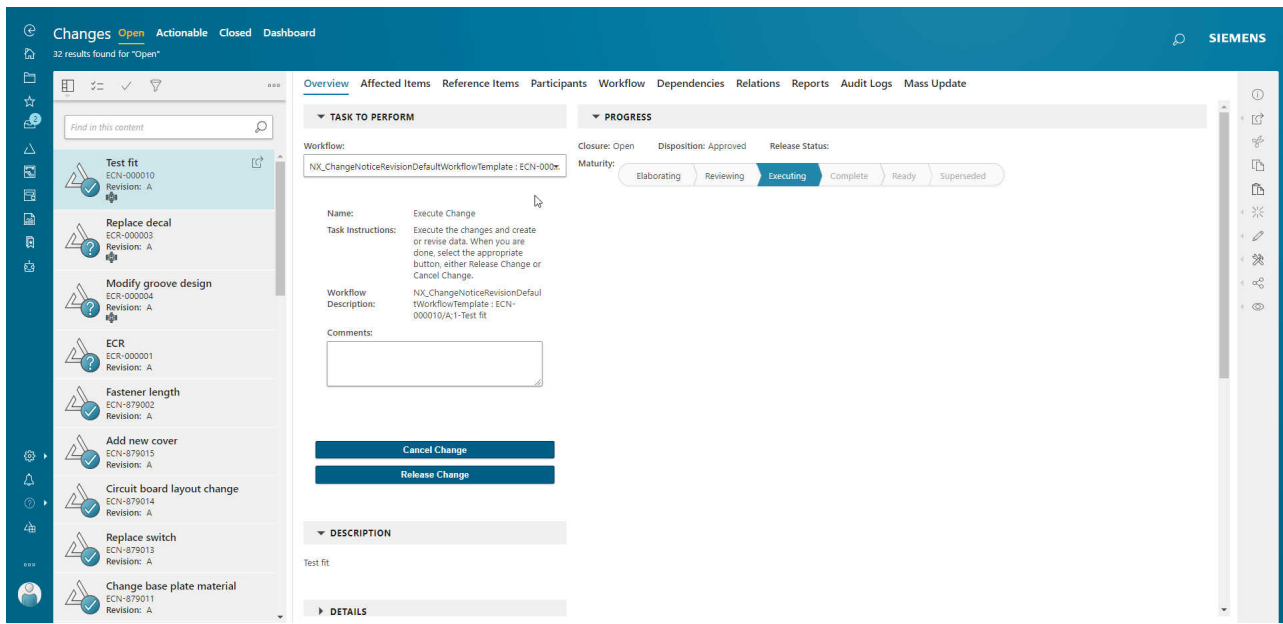 Changes Open Actionable Closed Dashboard
32 results found for "Open"
SIEMENS
2
Find in this content
Test fit
ECN-000010
Revision: A
Replace decal
ECR-000003
Revision: A
Modify groove design
ECR-000004
Revision: A
ECR
ECR-000001
Revision: A
Fastener length
ECN-879002
Revision: A
Add new cover
ECN-879015
Revision: A
Circuit board layout change
ECN-879014
Revision: A
Replace switch
ECN-879013
Revision: A
Change base plate material
ECN-879011
Revision: A
Overview Affected Items Reference Items Participants Workflow Dependencies Relations Reports Audit Logs Mass Update
TASK TO PERFORM
Workflow:
NX_ChangeNoticeRevisionDefaultWorkflowTemplate : ECN-000
Name: Execute Change
Task Instructions: Execute the changes and create
or revise data. When you are
done, select the appropriate
button, either Release Change or
Cancel Change.
Workflow NX_ChangeNoticeRevisionDefaul
Description: tWorkflowTemplate : ECN-
000010/A;1-Test fit
Comments:
Cancel Change
Release Change
DESCRIPTION
Test fit
DETAILS
PROGRESS
Closure: Open Disposition: Approved Release Status:
Maturity:
Elaborating Reviewing Executing Complete Ready Superseded